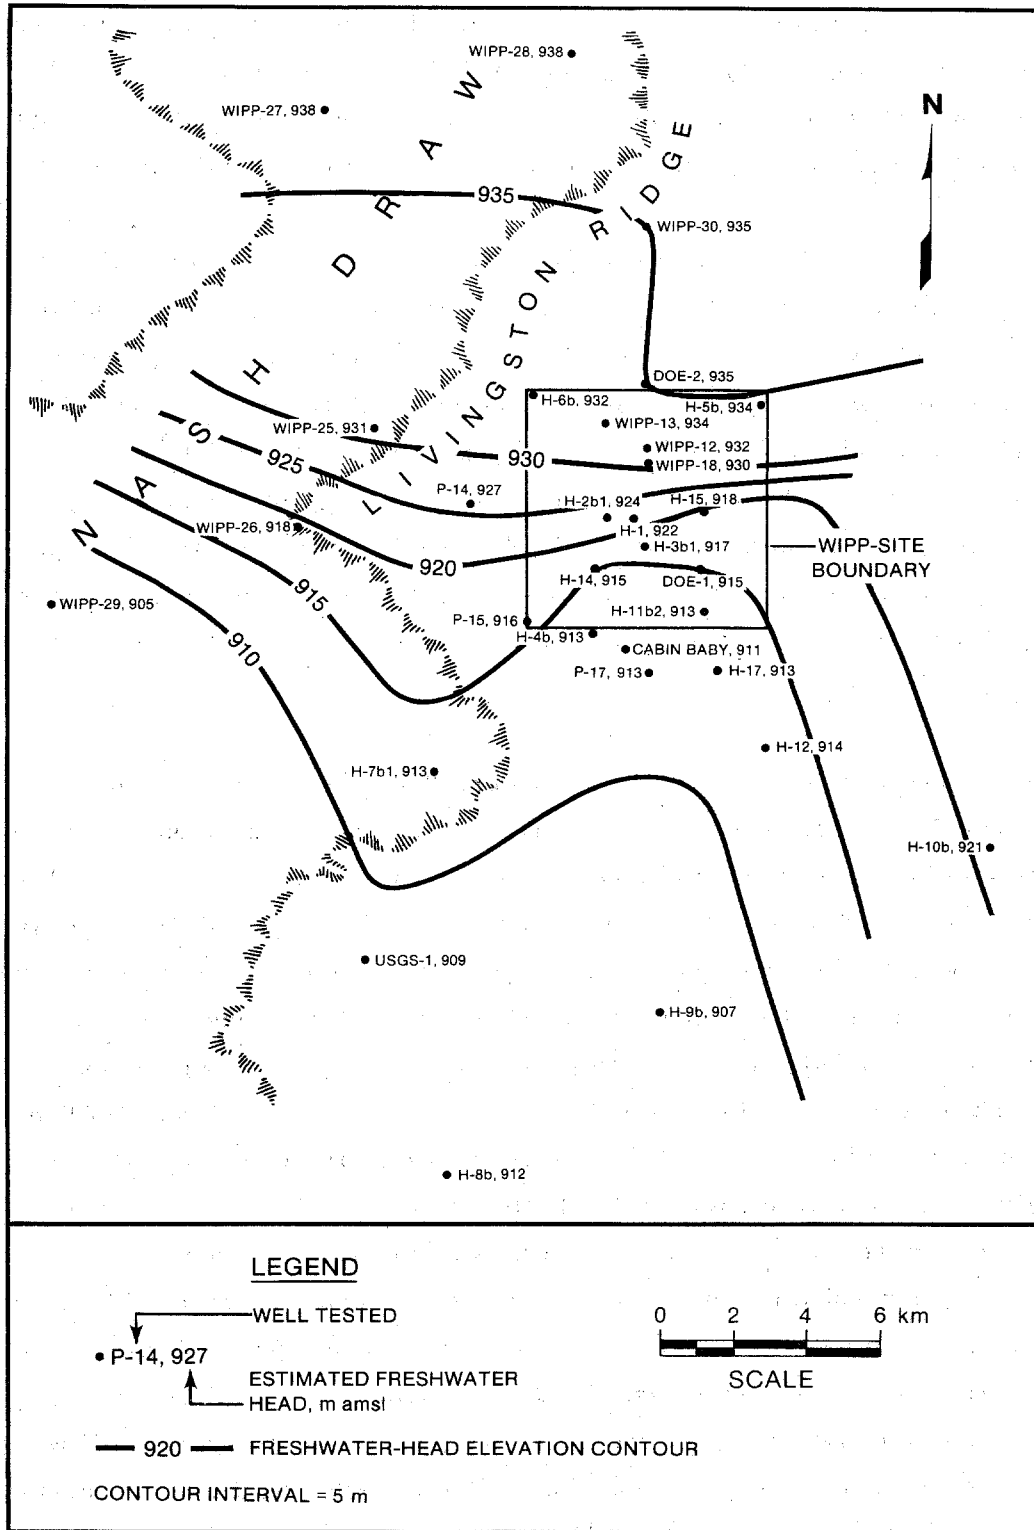 WIPP-28, 938
WIPP-27, 938
N
NASH DRAW
LIVINGSTON RIDGE
935
WIPP-30, 935
DOE-2, 935
H-6b, 932
H-5b, 934
WIPP-25, 931
WIPP-13, 934
WIPP-12, 932
930
WIPP-18, 930
925
P-14, 927
H-2b1, 924
H-15, 918
WIPP-26, 918
H-1, 922
H-3b1, 917
WIPP-SITE
BOUNDARY
920
H-14, 915
DOE-1, 915
915
WIPP-29, 905
P-15, 916
H-11b2, 913
H-4b, 913
910
CABIN BABY, 911
P-17, 913
H-17, 913
H-12, 914
H-7b1, 913
H-10b, 921
USGS-1, 909
H-9b, 907
H-8b, 912
LEGEND
WELL TESTED
P-14, 927
ESTIMATED FRESHWATER
HEAD, m amsl
920 FRESHWATER-HEAD ELEVATION CONTOUR
CONTOUR INTERVAL = 5 m
0 2 4 6 km
SCALE